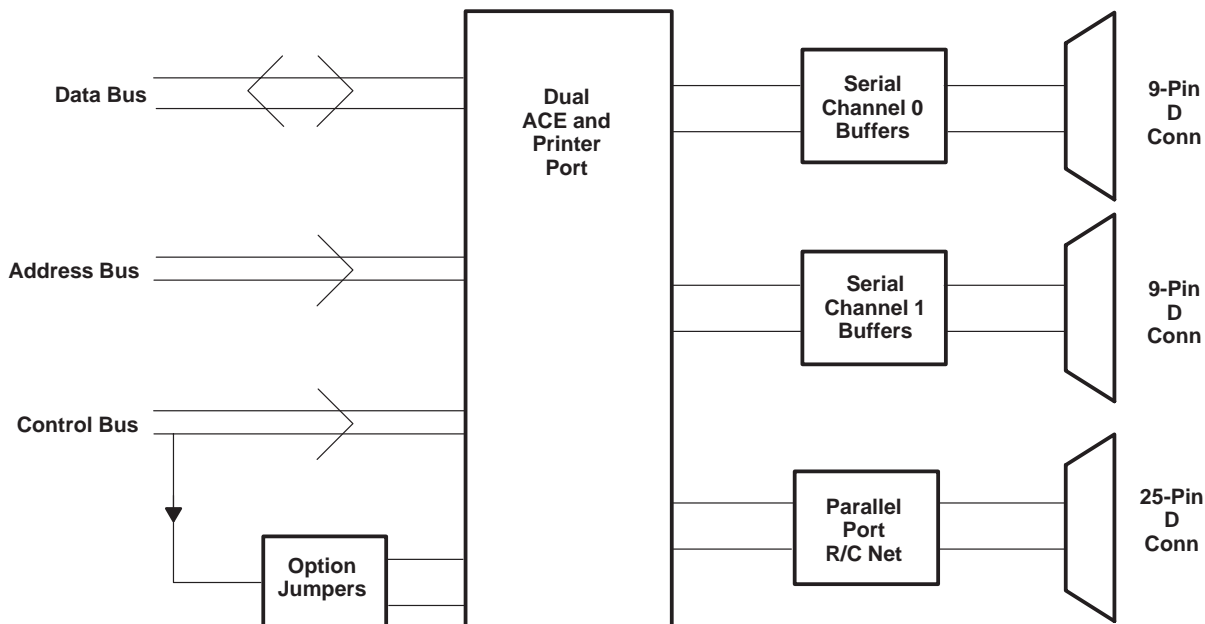 Data Bus
Address Bus
Control Bus
Option
Jumpers
Dual
ACE and
Printer
Port
Serial
Channel 0
Buffers
9-Pin
D
Conn
Serial
Channel 1
Buffers
9-Pin
D
Conn
Parallel
Port
R/C Net
25-Pin
D
Conn